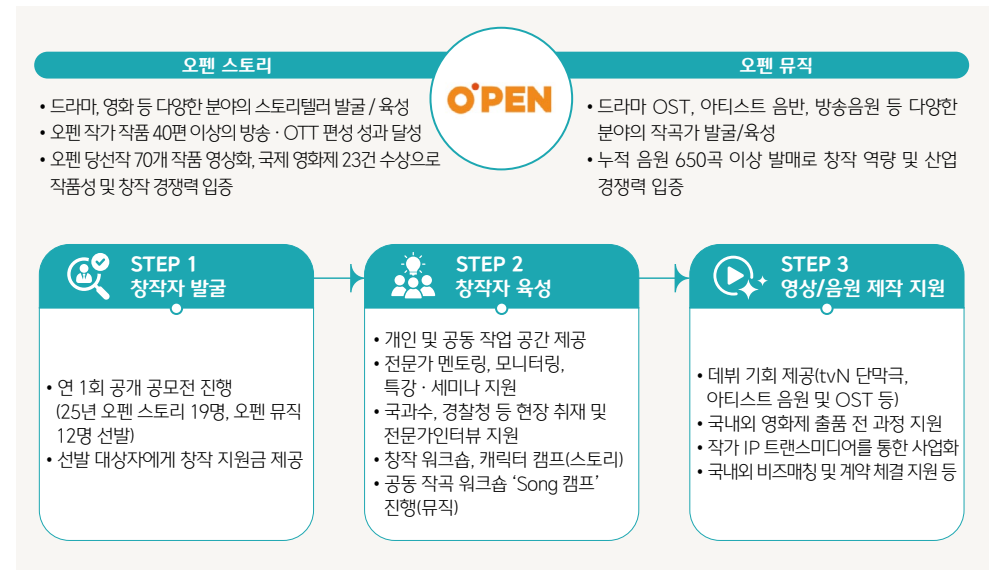 오펜 스토리
• 드라마, 영화 등 다양한 분야의 스토리텔러 발굴 / 육성
• 오펜 작가 작품 40편 이상의 방송 · OTT 편성 성과 달성
• 오펜 당선작 70개 작품 영상화, 국제 영화제 23건 수상으로
작품성 및 창작 경쟁력 입증
O'PEN
오펜 뮤직
• 드라마 OST, 아티스트 음반, 방송음원 등 다양한
분야의 작곡가 발굴/육성
• 누적 음원 650곡 이상 발매로 창작 역량 및 산업
경쟁력 입증
STEP 1
창작자 발굴
• 연 1회 공개 공모전 진행
(25년 오펜 스토리 19명, 오펜 뮤직
12명 선발)
• 선발 대상자에게 창작 지원금 제공
STEP 2
창작자 육성
• 개인 및 공동 작업 공간 제공
• 전문가 멘토링, 모니터링,
특강 · 세미나 지원
• 국과수, 경찰청 등 현장 취재 및
전문가인터뷰 지원
• 창작 워크숍, 캐릭터 캠프(스토리)
• 공동 작곡 워크숍 ‘Song 캠프’
진행(뮤직)
STEP 3
영상/음원 제작 지원
• 데뷔 기회 제공(tvN 단막극,
아티스트 음원 및 OST 등)
• 국내외 영화제 출품 전 과정 지원
• 작가 IP 트랜스미디어를 통한 사업화
• 국내외 비즈매칭 및 계약 체결 지원 등